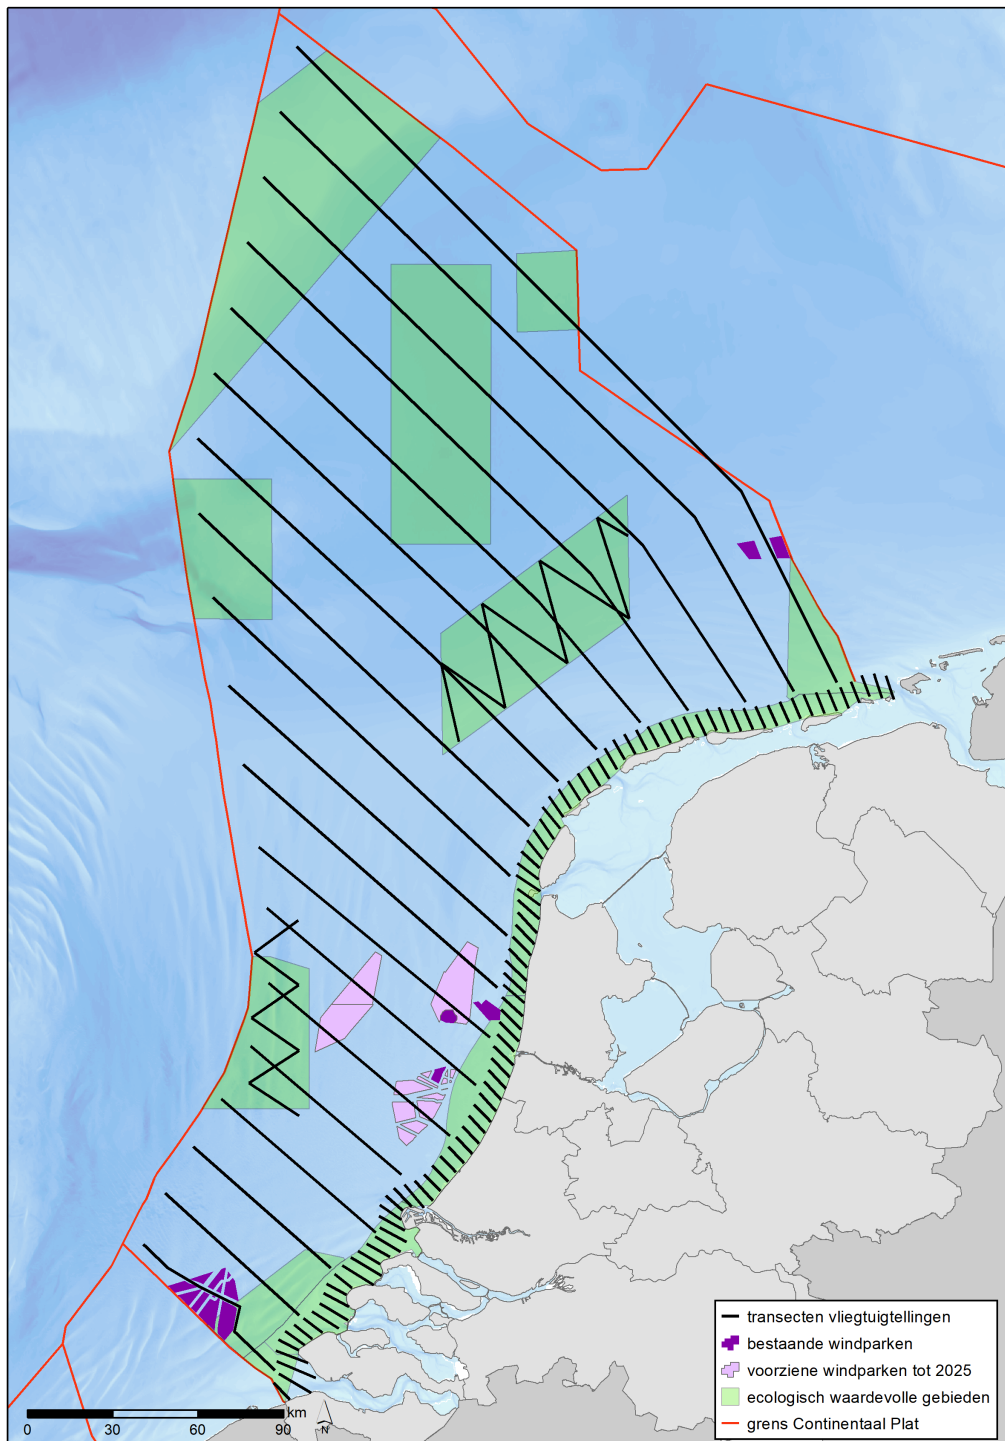 transecten vliegtuigtellingen
bestaande windparken
voorziene windparken tot 2025
ecologisch waardevolle gebieden
grens Continentaal Plat
km
0 30 60 90
N